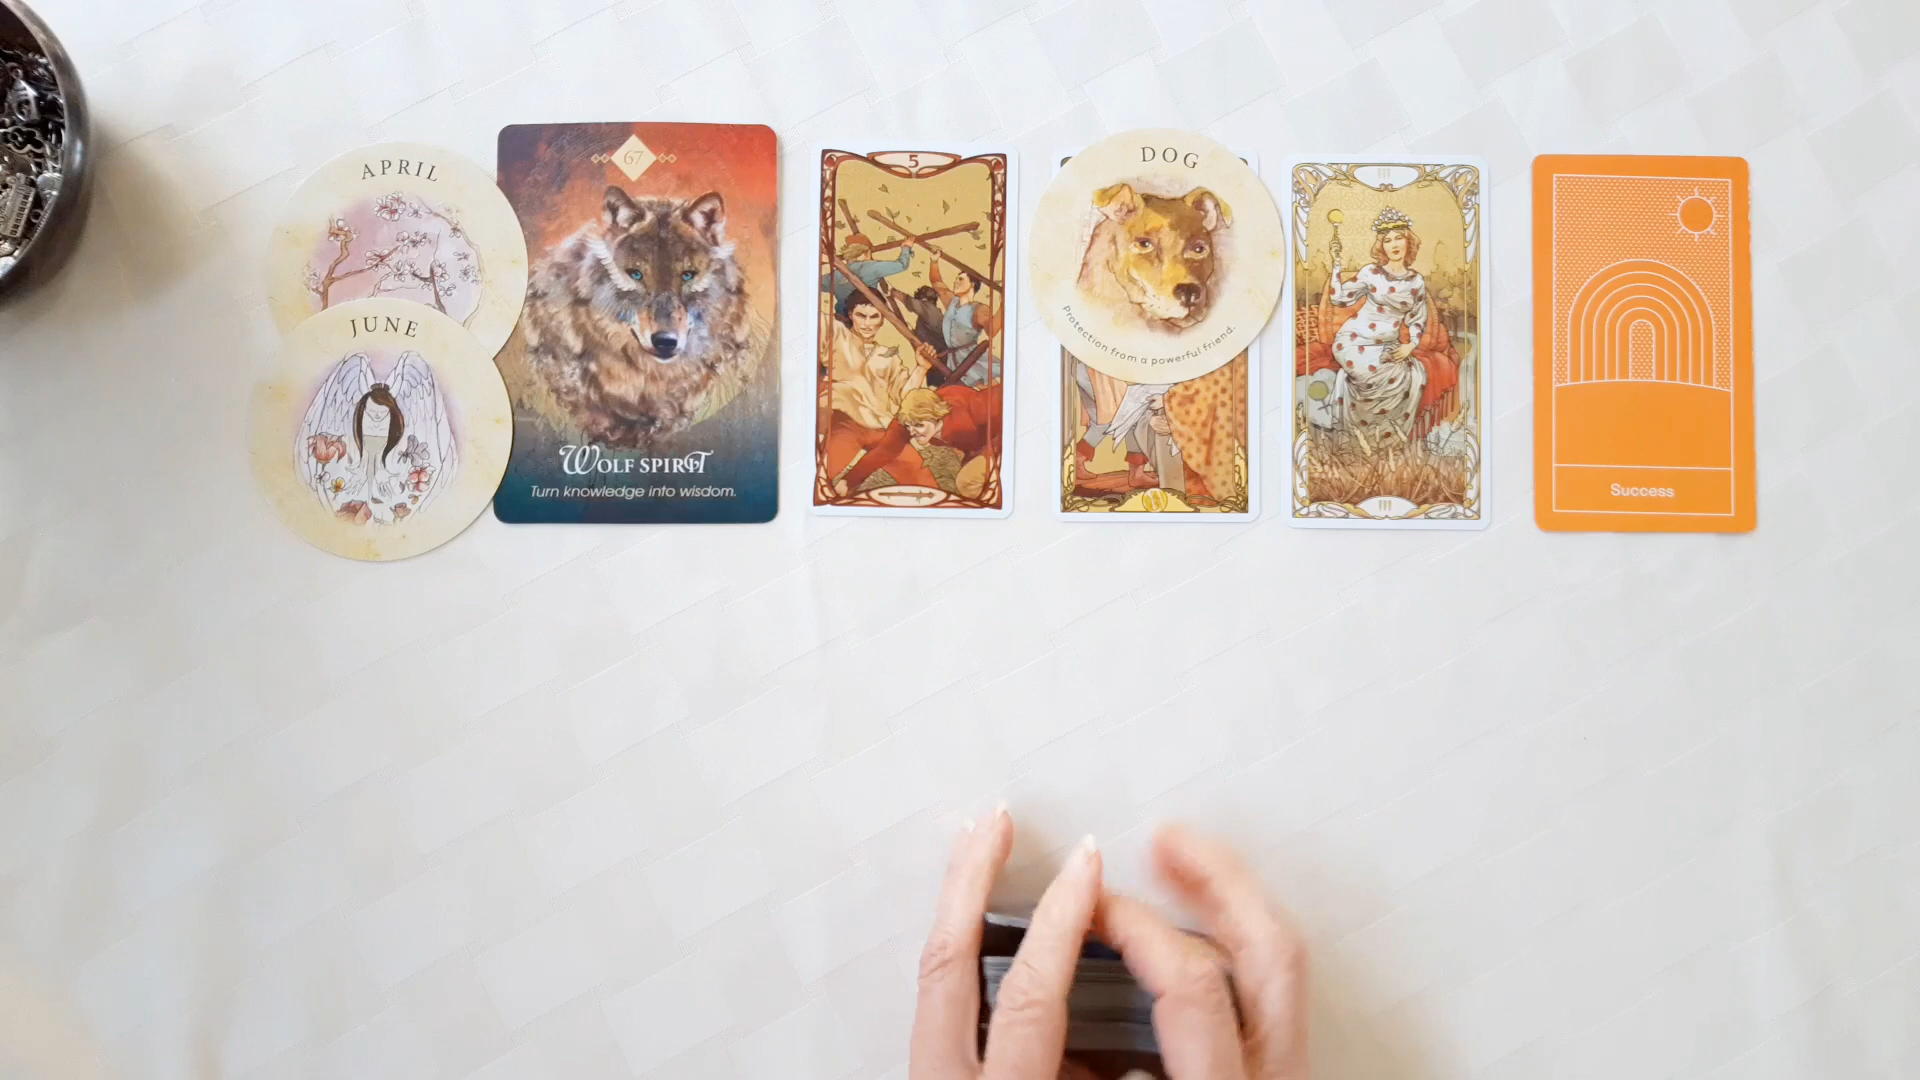 APRIL
JUNE
67
WOLF SPIRIT
Turn knowledge into wisdom.
5
DOG
Protection from a powerful friend.
III
III
Success